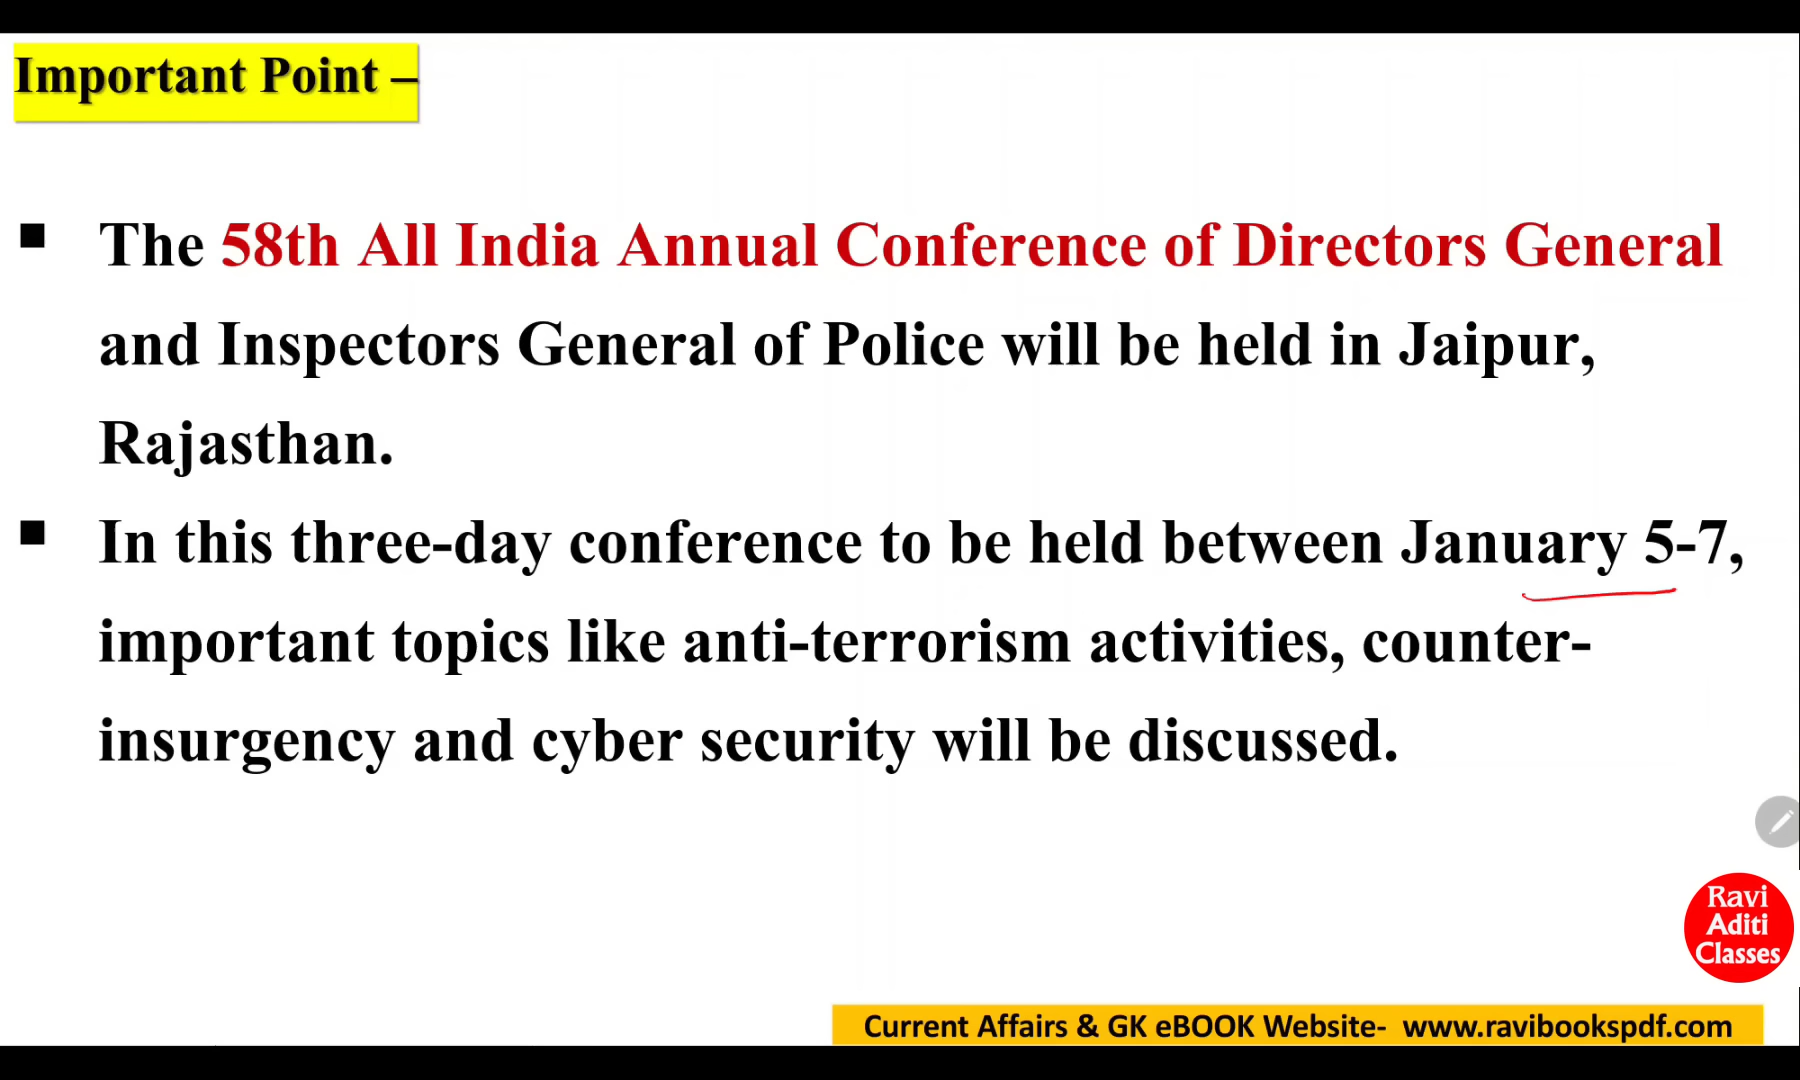 Important Point –
▪ The 58th All India Annual Conference of Directors General
and Inspectors General of Police will be held in Jaipur,
Rajasthan.
▪ In this three-day conference to be held between January 5-7,
important topics like anti-terrorism activities, counter-
insurgency and cyber security will be discussed.
Ravi
Aditi
Classes
Current Affairs & GK eBOOK Website- www.ravibookspdf.com